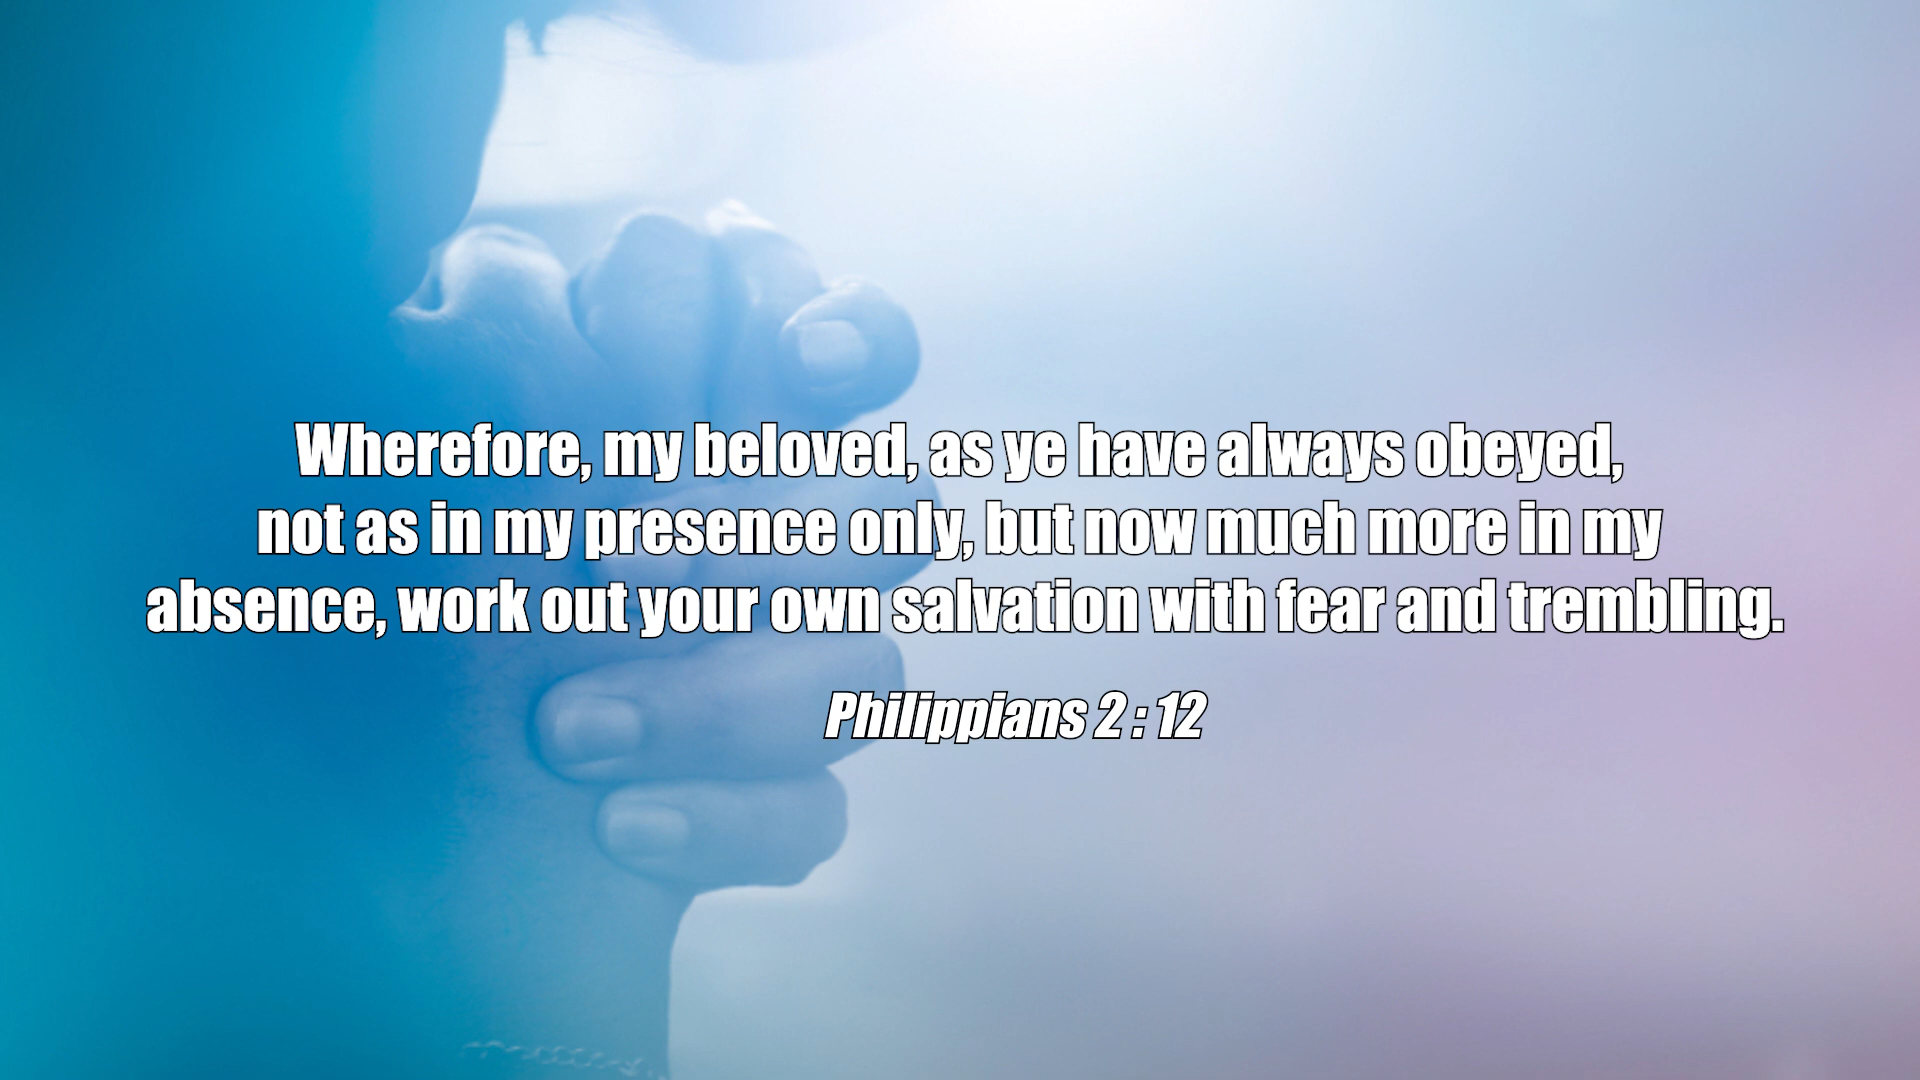 Wherefore, my beloved, as ye have always obeyed,
not as in my presence only, but now much more in my
absence, work out your own salvation with fear and trembling.
Philippians 2 : 12